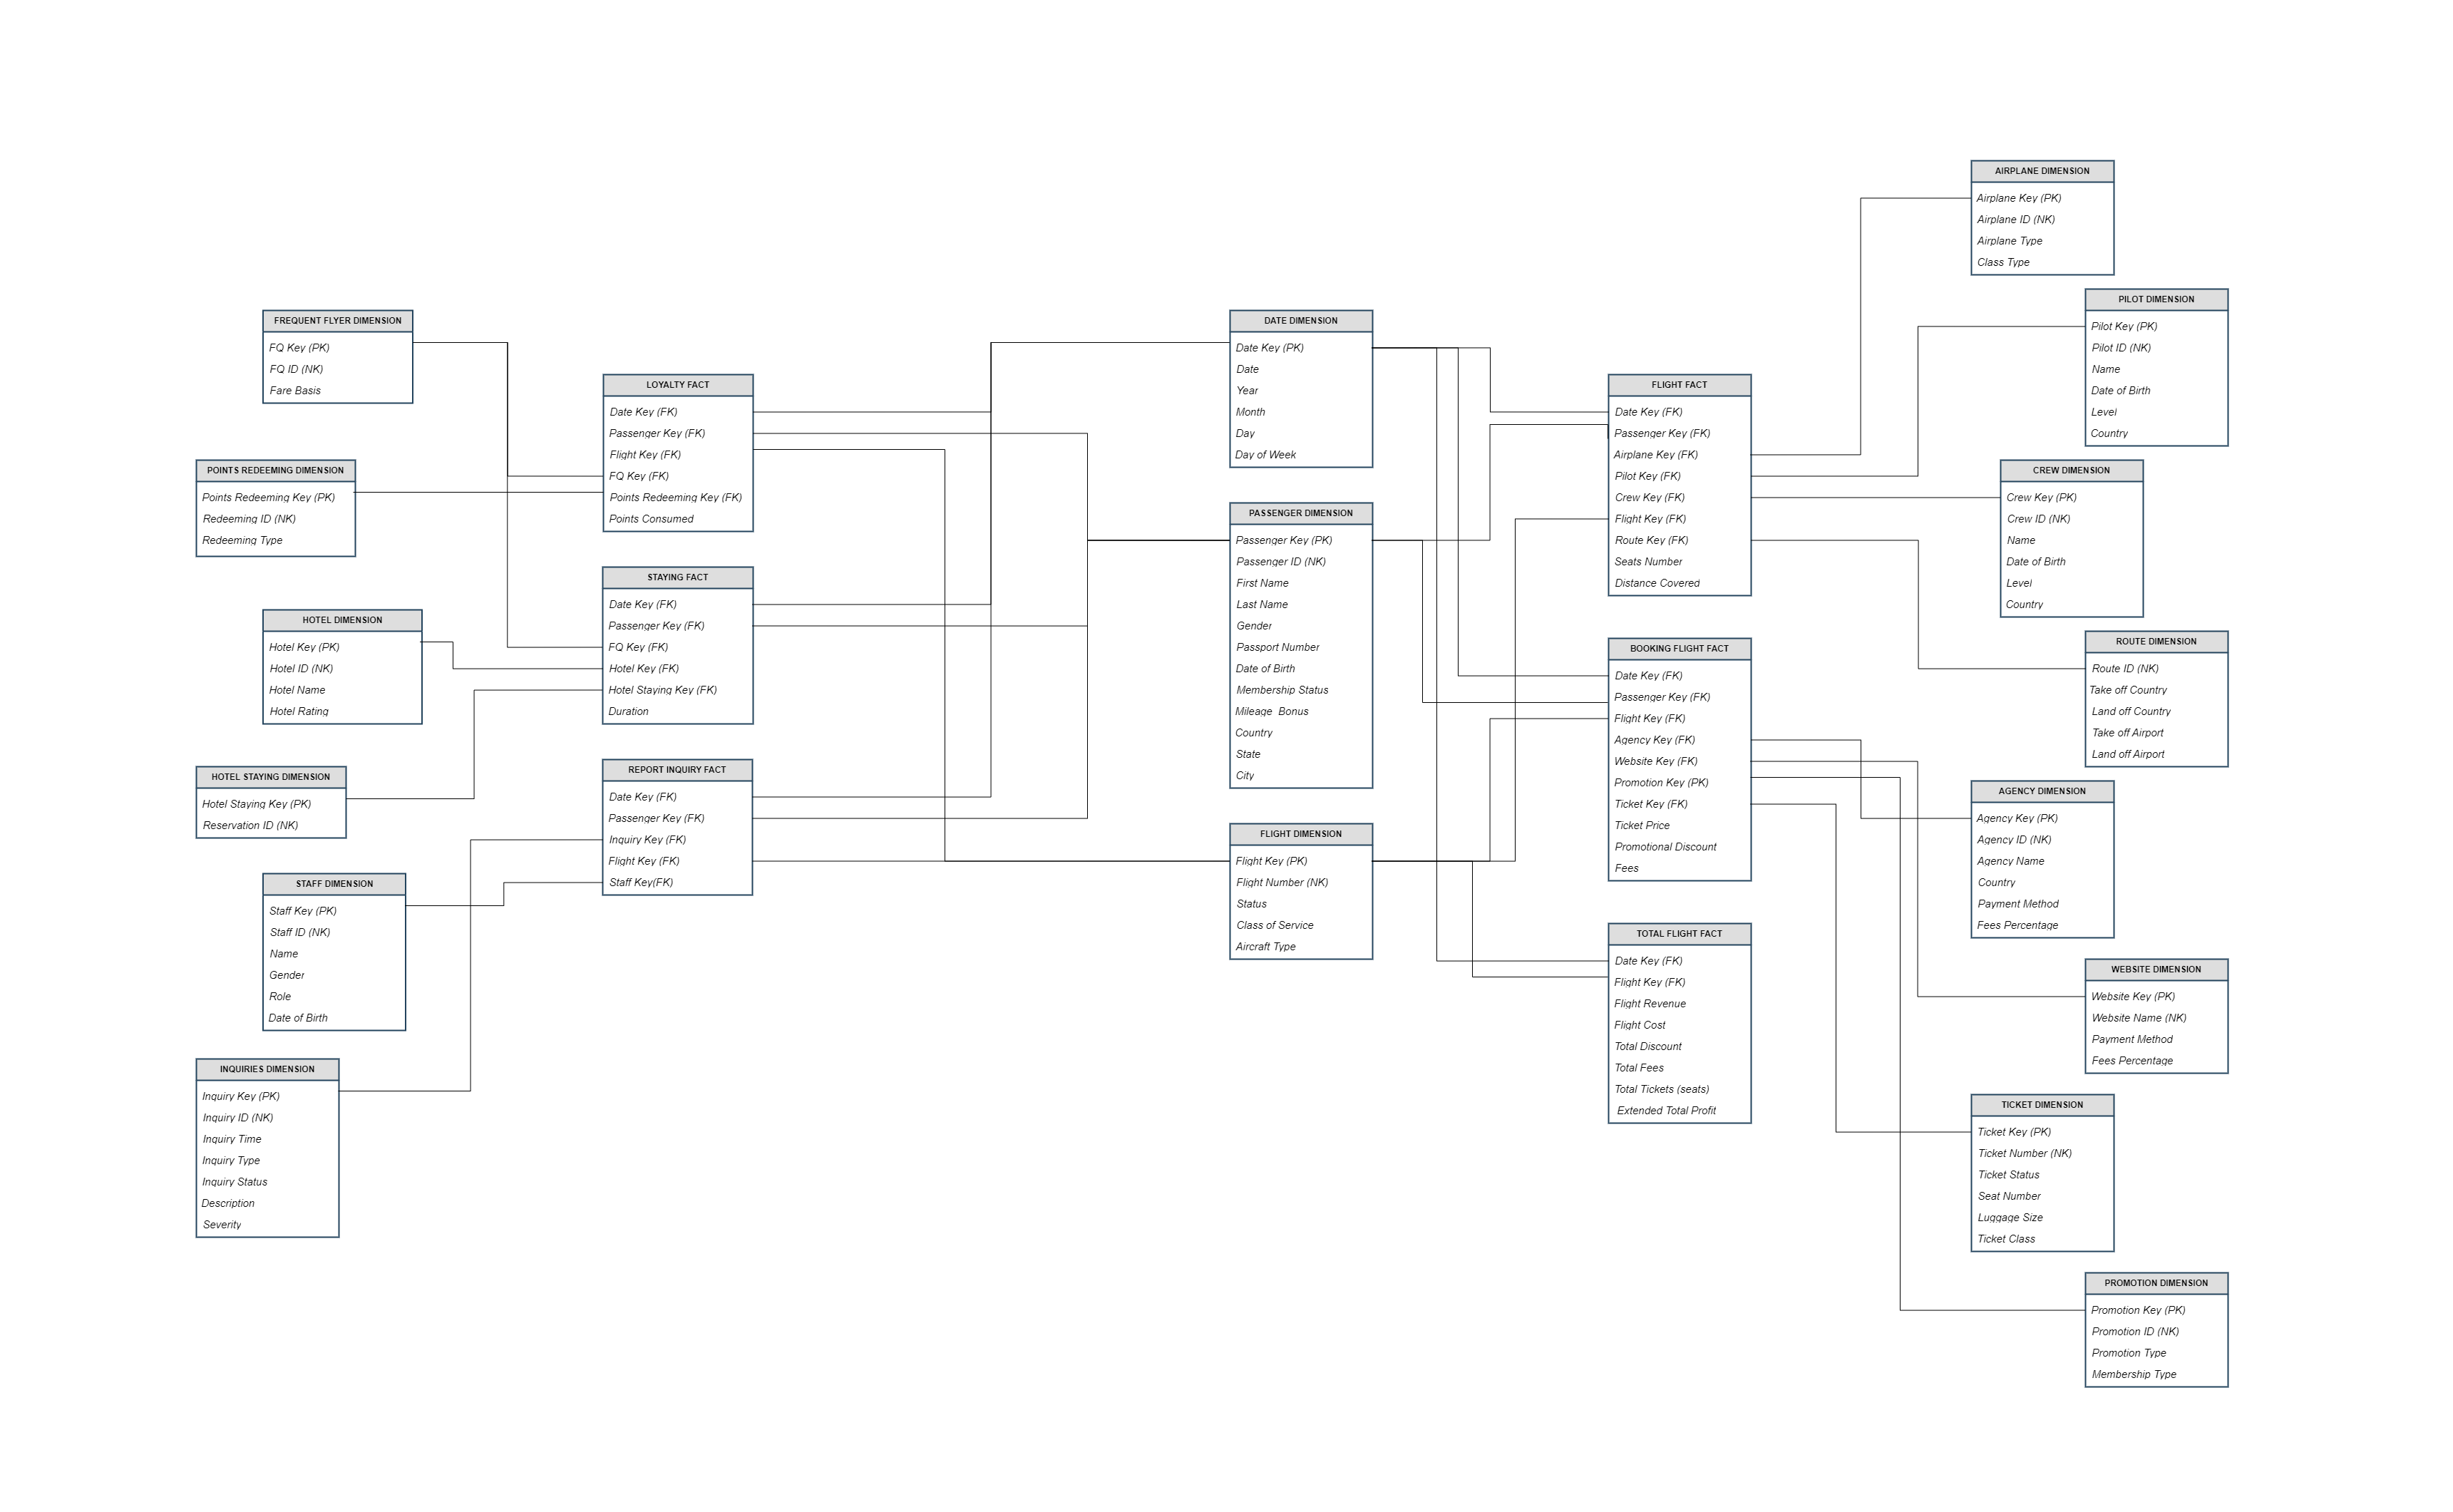 FREQUENT FLYER DIMENSION
FQ Key (PK)
FQ ID (NK)
Fare Basis
POINTS REDEEMING DIMENSION
Points Redeeming Key (PK)
Redeeming ID (NK)
Redeeming Type
HOTEL DIMENSION
Hotel Key (PK)
Hotel ID (NK)
Hotel Name
Hotel Rating
HOTEL STAYING DIMENSION
Hotel Staying Key (PK)
Reservation ID (NK)
STAFF DIMENSION
Staff Key (PK)
Staff ID (NK)
Name
Gender
Role
Date of Birth
INQUIRIES DIMENSION
Inquiry Key (PK)
Inquiry ID (NK)
Inquiry Time
Inquiry Type
Inquiry Status
Description
Severity
LOYALTY FACT
Date Key (FK)
Passenger Key (FK)
Flight Key (FK)
FQ Key (FK)
Points Redeeming Key (FK)
Points Consumed
STAYING FACT
Date Key (FK)
Passenger Key (FK)
FQ Key (FK)
Hotel Key (FK)
Hotel Staying Key (FK)
Duration
REPORT INQUIRY FACT
Date Key (FK)
Passenger Key (FK)
Inquiry Key (FK)
Flight Key (FK)
Staff Key(FK)
DATE DIMENSION
Date Key (PK)
Date
Year
Month
Day
Day of Week
PASSENGER DIMENSION
Passenger Key (PK)
Passenger ID (NK)
First Name
Last Name
Gender
Passport Number
Date of Birth
Membership Status
Mileage  Bonus
Country
State
City
FLIGHT DIMENSION
Flight Key (PK)
Flight Number (NK)
Status
Class of Service
Aircraft Type
FLIGHT FACT
Date Key (FK)
Passenger Key (FK)
Airplane Key (FK)
Pilot Key (FK)
Crew Key (FK)
Flight Key (FK)
Route Key (FK)
Seats Number
Distance Covered
BOOKING FLIGHT FACT
Date Key (FK)
Passenger Key (FK)
Flight Key (FK)
Agency Key (FK)
Website Key (FK)
Promotion Key (PK)
Ticket Key (FK)
Ticket Price
Promotional Discount
Fees
TOTAL FLIGHT FACT
Date Key (FK)
Flight Key (FK)
Flight Revenue
Flight Cost
Total Discount
Total Fees
Total Tickets (seats)
Extended Total Profit
AIRPLANE DIMENSION
Airplane Key (PK)
Airplane ID (NK)
Airplane Type
Class Type
PILOT DIMENSION
Pilot Key (PK)
Pilot ID (NK)
Name
Date of Birth
Level
Country
CREW DIMENSION
Crew Key (PK)
Crew ID (NK)
Name
Date of Birth
Level
Country
ROUTE DIMENSION
Route ID (NK)
Take off Country
Land off Country
Take off Airport
Land off Airport
AGENCY DIMENSION
Agency Key (PK)
Agency ID (NK)
Agency Name
Country
Payment Method
Fees Percentage
WEBSITE DIMENSION
Website Key (PK)
Website Name (NK)
Payment Method
Fees Percentage
TICKET DIMENSION
Ticket Key (PK)
Ticket Number (NK)
Ticket Status
Seat Number
Luggage Size
Ticket Class
PROMOTION DIMENSION
Promotion Key (PK)
Promotion ID (NK)
Promotion Type
Membership Type